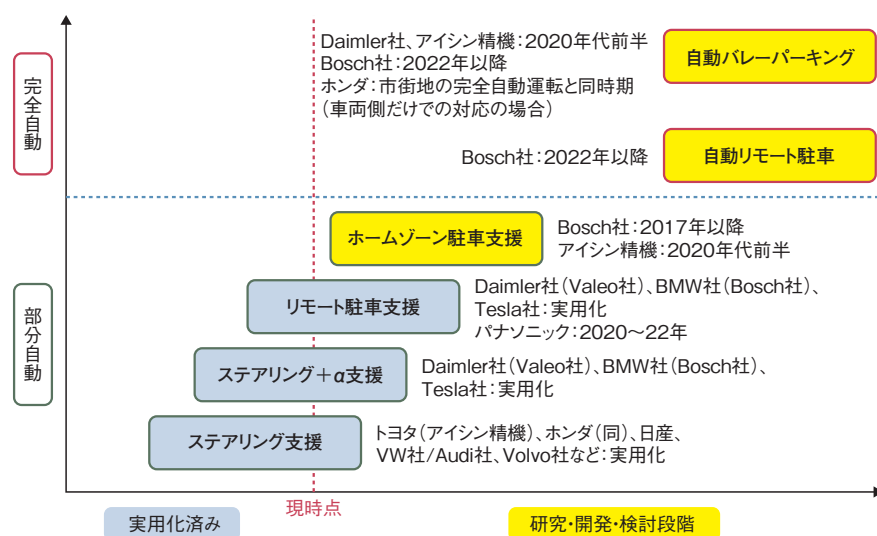 Daimler社、アイシン精機：2020年代前半
Bosch社：2022年以降
ホンダ：市街地の完全自動運転と同時期
（車両側だけでの対応の場合）
自動バレーパーキング
完全自動
Bosch社：2022年以降
自動リモート駐車
ホームゾーン駐車支援
Bosch社：2017年以降
アイシン精機：2020年代前半
リモート駐車支援
Daimler社（Valeo社）、BMW社（Bosch社）、
Tesla社：実用化
パナソニック：2020〜22年
部分自動
ステアリング＋α支援
Daimler社（Valeo社）、BMW社（Bosch社）、
Tesla社：実用化
ステアリング支援
トヨタ（アイシン精機）、ホンダ（同）、日産、
VW社/Audi社、Volvo社など：実用化
現時点
実用化済み
研究・開発・検討段階